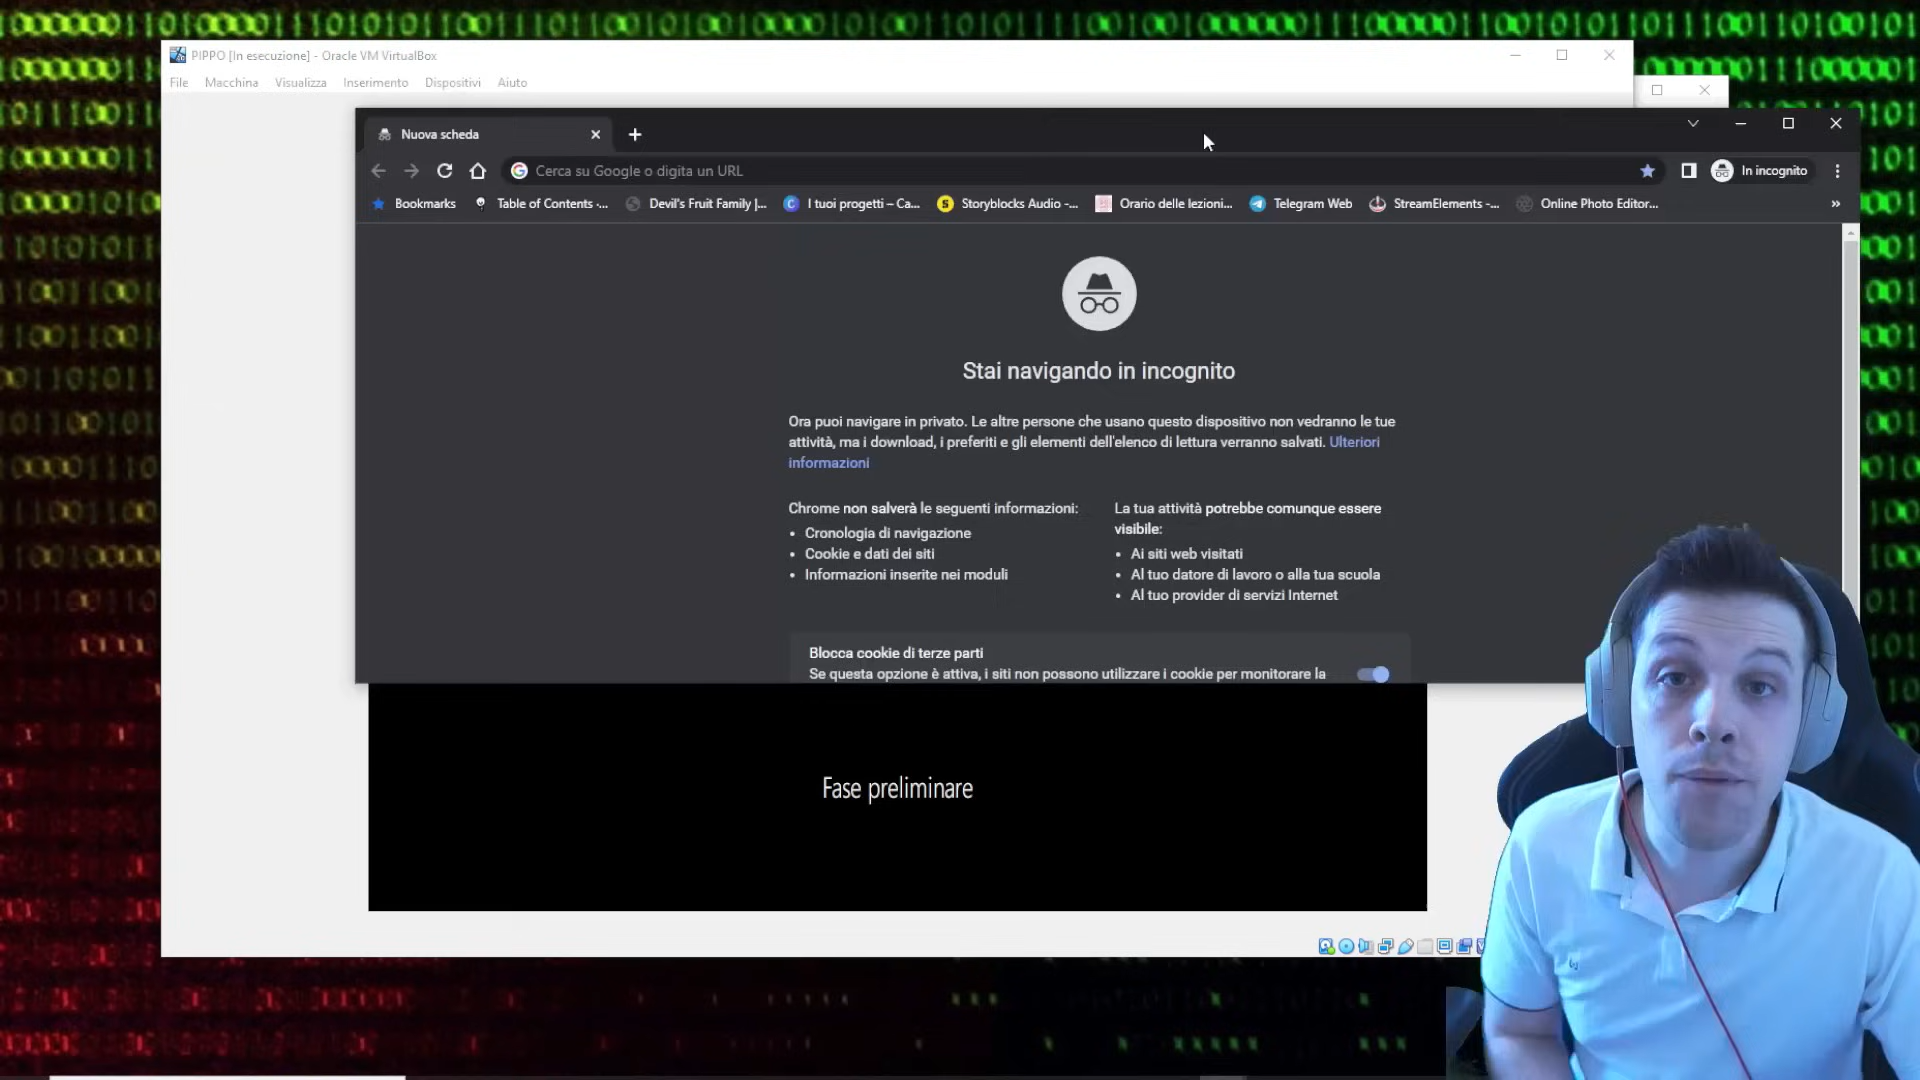 PIPPO [In esecuzione] - Oracle VM VirtualBox
File Macchina Visualizza Inserimento Dispositivi Aiuto
Nuova scheda
Cerca su Google o digita un URL
In incognito
Bookmarks Table of Contents -... Devil's Fruit Family |... I tuoi progetti – Ca... Storyblocks Audio -... Orario delle lezioni... Telegram Web StreamElements -... Online Photo Editor...
Stai navigando in incognito
Ora puoi navigare in privato. Le altre persone che usano questo dispositivo non vedranno le tue
attività, ma i download, i preferiti e gli elementi dell'elenco di lettura verranno salvati. Ulteriori
informazioni
Chrome non salverà le seguenti informazioni:
• Cronologia di navigazione
• Cookie e dati dei siti
• Informazioni inserite nei moduli
La tua attività potrebbe comunque essere
visibile:
• Ai siti web visitati
• Al tuo datore di lavoro o alla tua scuola
• Al tuo provider di servizi Internet
Blocca cookie di terze parti
Se questa opzione è attiva, i siti non possono utilizzare i cookie per monitorare la
Fase preliminare